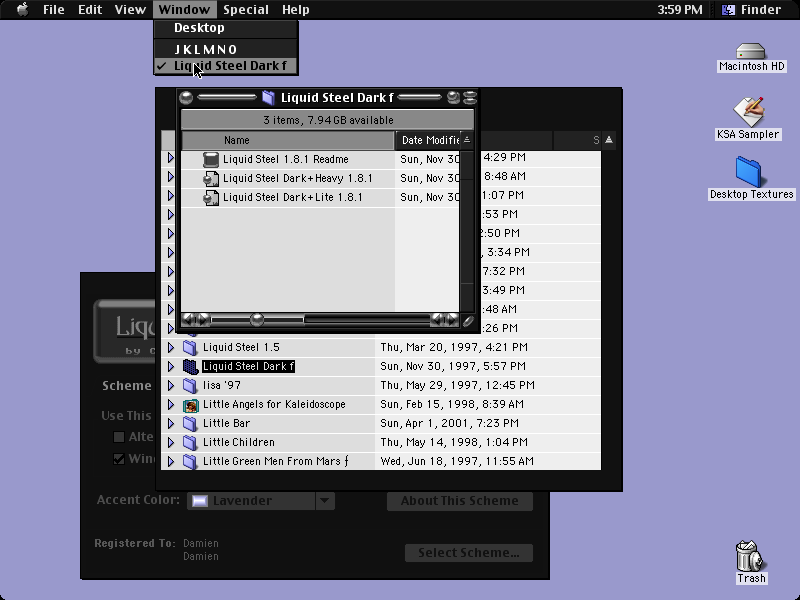 File Edit View Window Special Help 3:59 PM Finder
Desktop
J K L M N O
✓ Liquid Steel Dark f
Macintosh HD
KSA Sampler
Desktop Textures
Trash
Liquid Steel Dark f
3 items, 7.94 GB available
Name Date Modifie
Liquid Steel 1.8.1 Readme Sun, Nov 30
Liquid Steel Dark+Heavy 1.8.1 Sun, Nov 30
Liquid Steel Dark+Lite 1.8.1 Sun, Nov 30
S
4:29 PM
8:48 AM
1:07 PM
:53 PM
2:50 PM
3:34 PM
7:32 PM
3:49 PM
:48 AM
:26 PM
Liquid Steel 1.5 Thu, Mar 20, 1997, 4:21 PM
Liquid Steel Dark f Sun, Nov 30, 1997, 5:57 PM
lisa '97 Thu, May 29, 1997, 12:45 PM
Little Angels for Kaleidoscope Sun, Feb 15, 1998, 8:39 AM
Little Bar Sun, Apr 1, 2001, 7:23 PM
Little Children Thu, May 14, 1998, 1:04 PM
Little Green Men From Mars ƒ Wed, Jun 18, 1997, 11:55 AM
Liq
by
Scheme
Use This
Alte
Win
Accent Color: Lavender
About This Scheme
Registered To: Damien
Damien
Select Scheme...